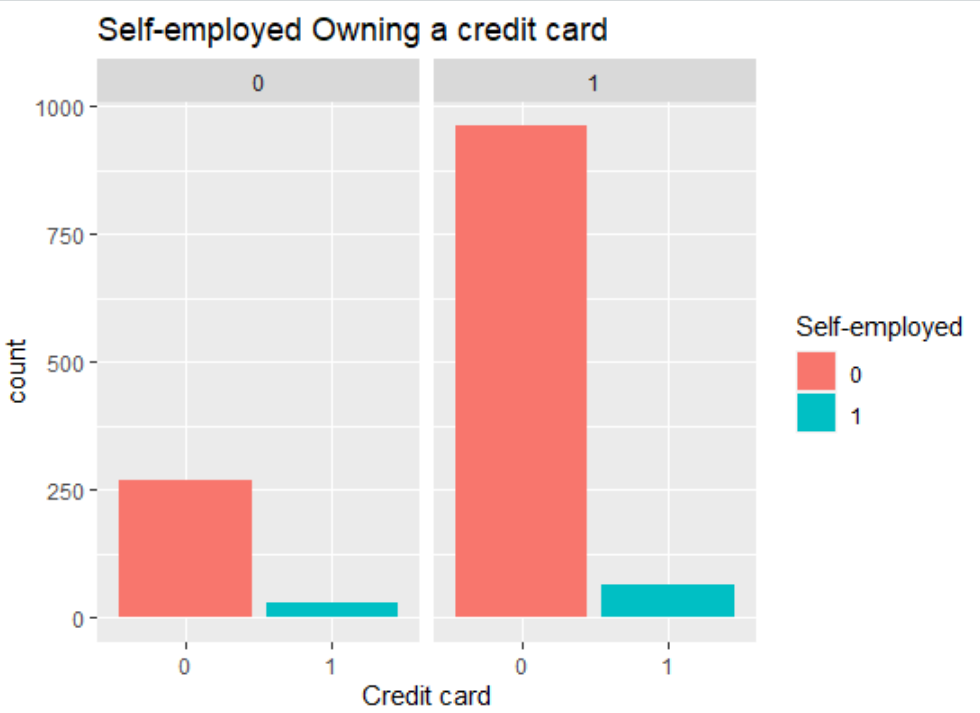 Self-employed Owning a credit card
0 1
1000
750
500
250
0
count
0 1 0 1
Credit card
Self-employed
0
1